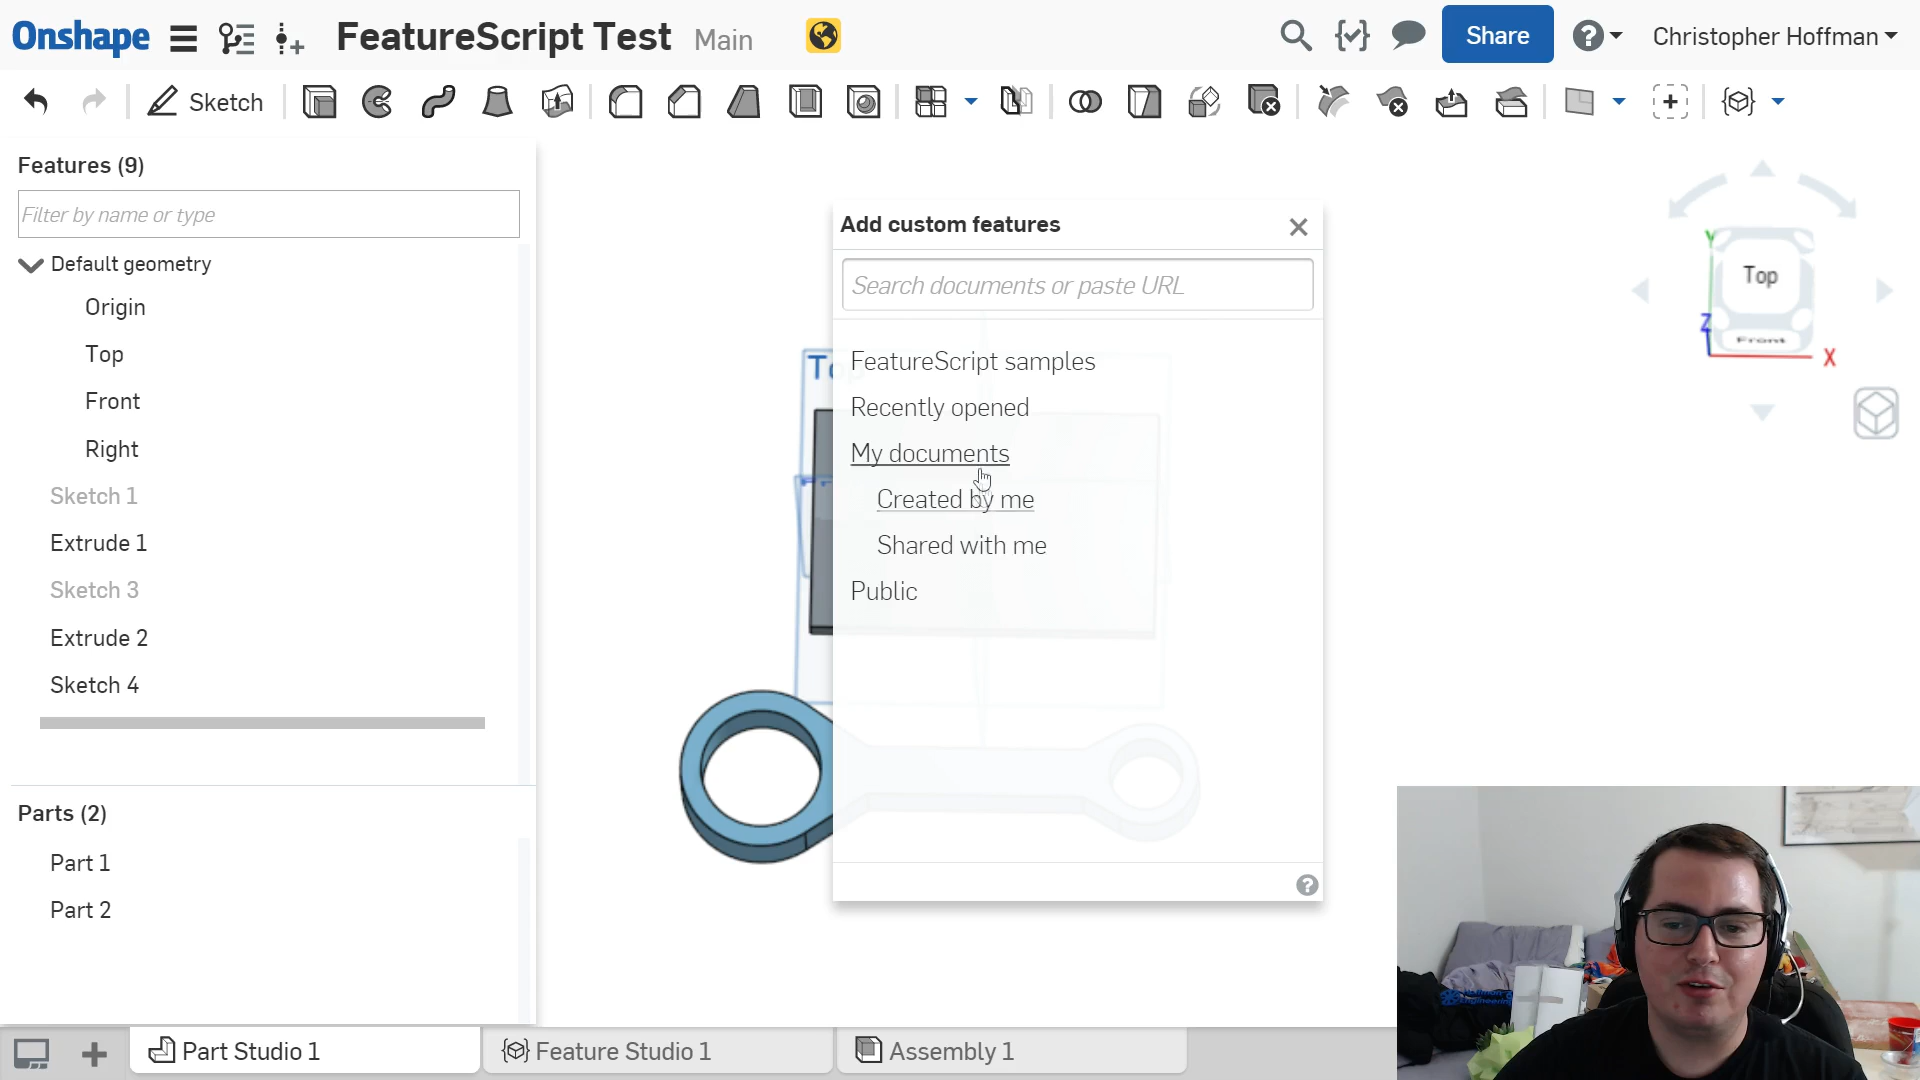 Onshape
FeatureScript Test Main
Share
Christopher Hoffman
Sketch
Features (9)
Filter by name or type
Default geometry
Origin
Top
Front
Right
Sketch 1
Extrude 1
Sketch 3
Extrude 2
Sketch 4
Parts (2)
Part 1
Part 2
Add custom features
Search documents or paste URL
FeatureScript samples
Recently opened
My documents
Created by me
Shared with me
Public
Top
Front
Y
Z
X
Part Studio 1
Feature Studio 1
Assembly 1